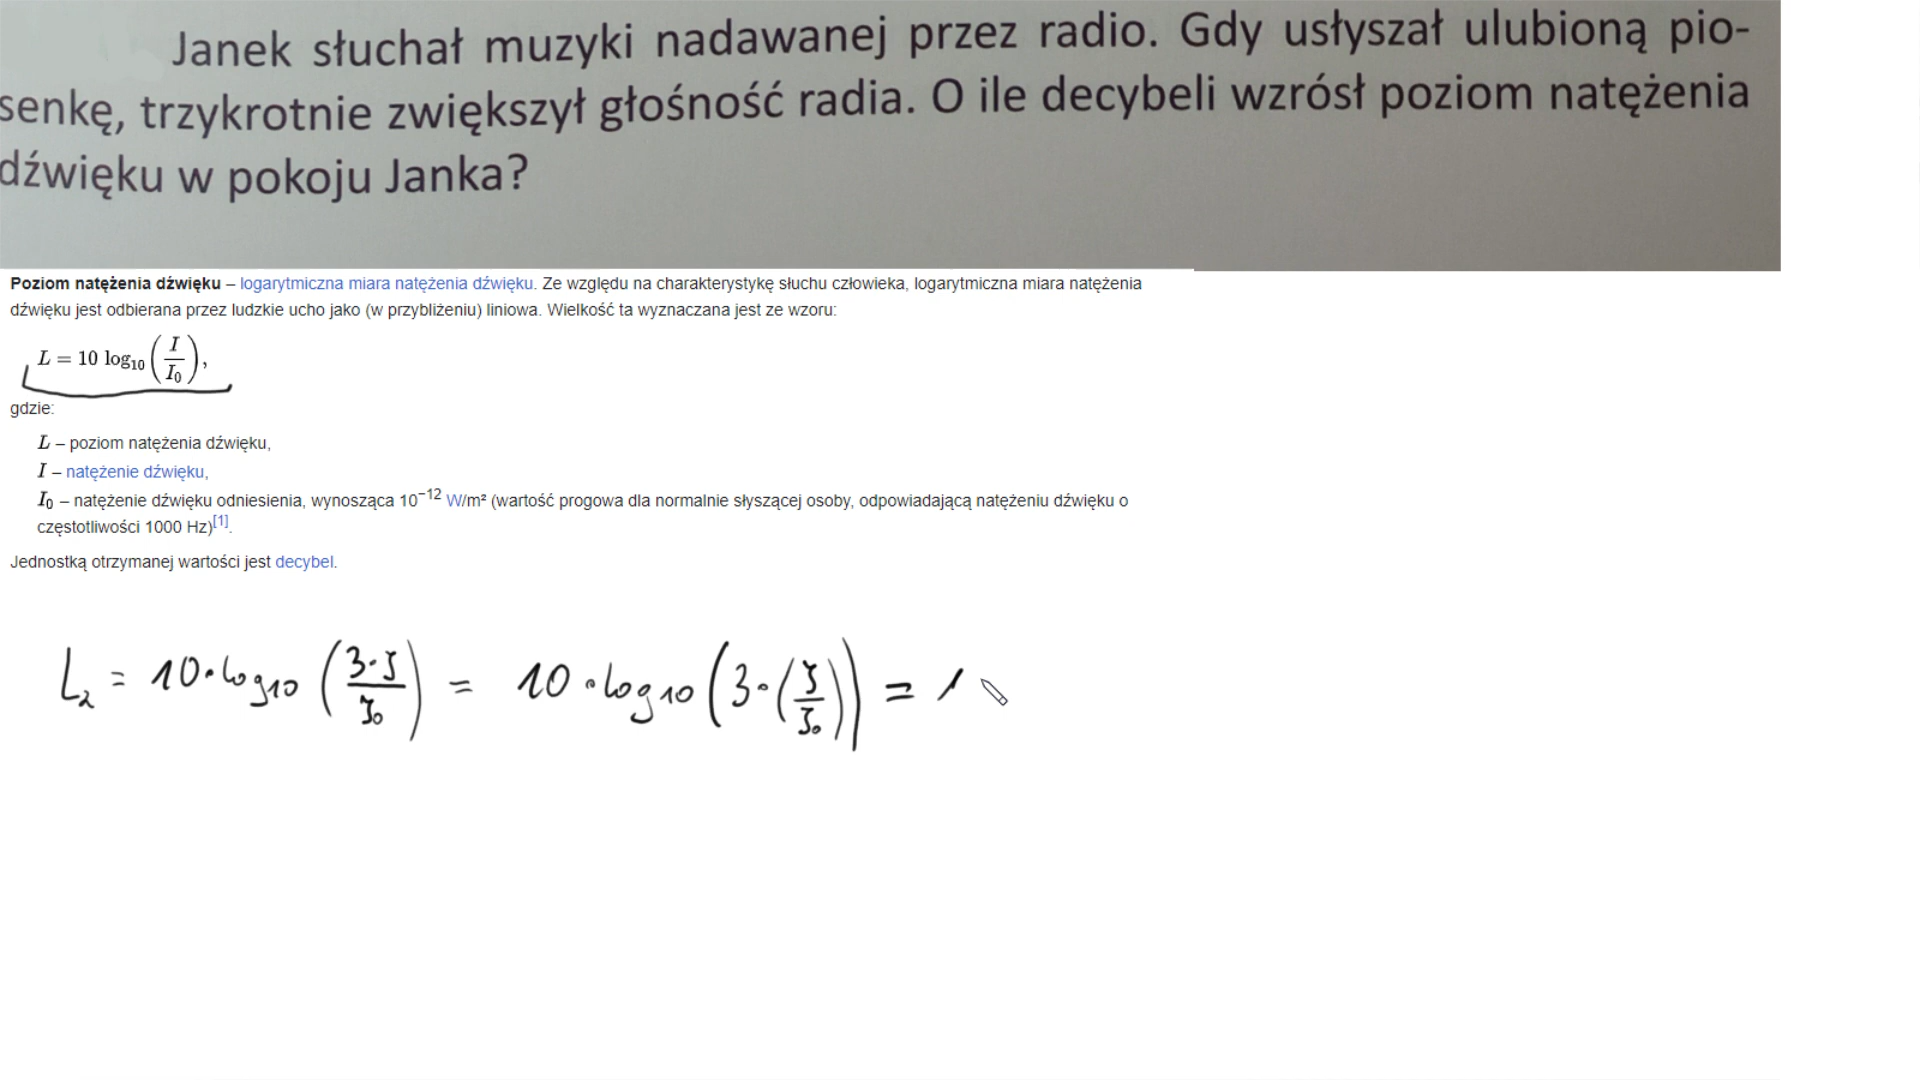 Janek słuchał muzyki nadawanej przez radio. Gdy usłyszał ulubioną pio-
senkę, trzykrotnie zwiększył głośność radia. O ile decybeli wzrósł poziom natężenia
dźwięku w pokoju Janka?
Poziom natężenia dźwięku – logarytmiczna miara natężenia dźwięku. Ze względu na charakterystykę słuchu człowieka, logarytmiczna miara natężenia
dźwięku jest odbierana przez ludzkie ucho jako (w przybliżeniu) liniowa. Wielkość ta wyznaczana jest ze wzoru:
L = 10 log₁₀ (I/I₀),
gdzie:
L – poziom natężenia dźwięku,
I – natężenie dźwięku,
I₀ – natężenie dźwięku odniesienia, wynosząca 10⁻¹² W/m² (wartość progowa dla normalnie słyszącej osoby, odpowiadającą natężeniu dźwięku o
częstotliwości 1000 Hz)[1].
Jednostką otrzymanej wartości jest decybel.
L₂ = 10·log₁₀ (3·I/I₀) = 10·log₁₀ (3·(I/I₀)) =